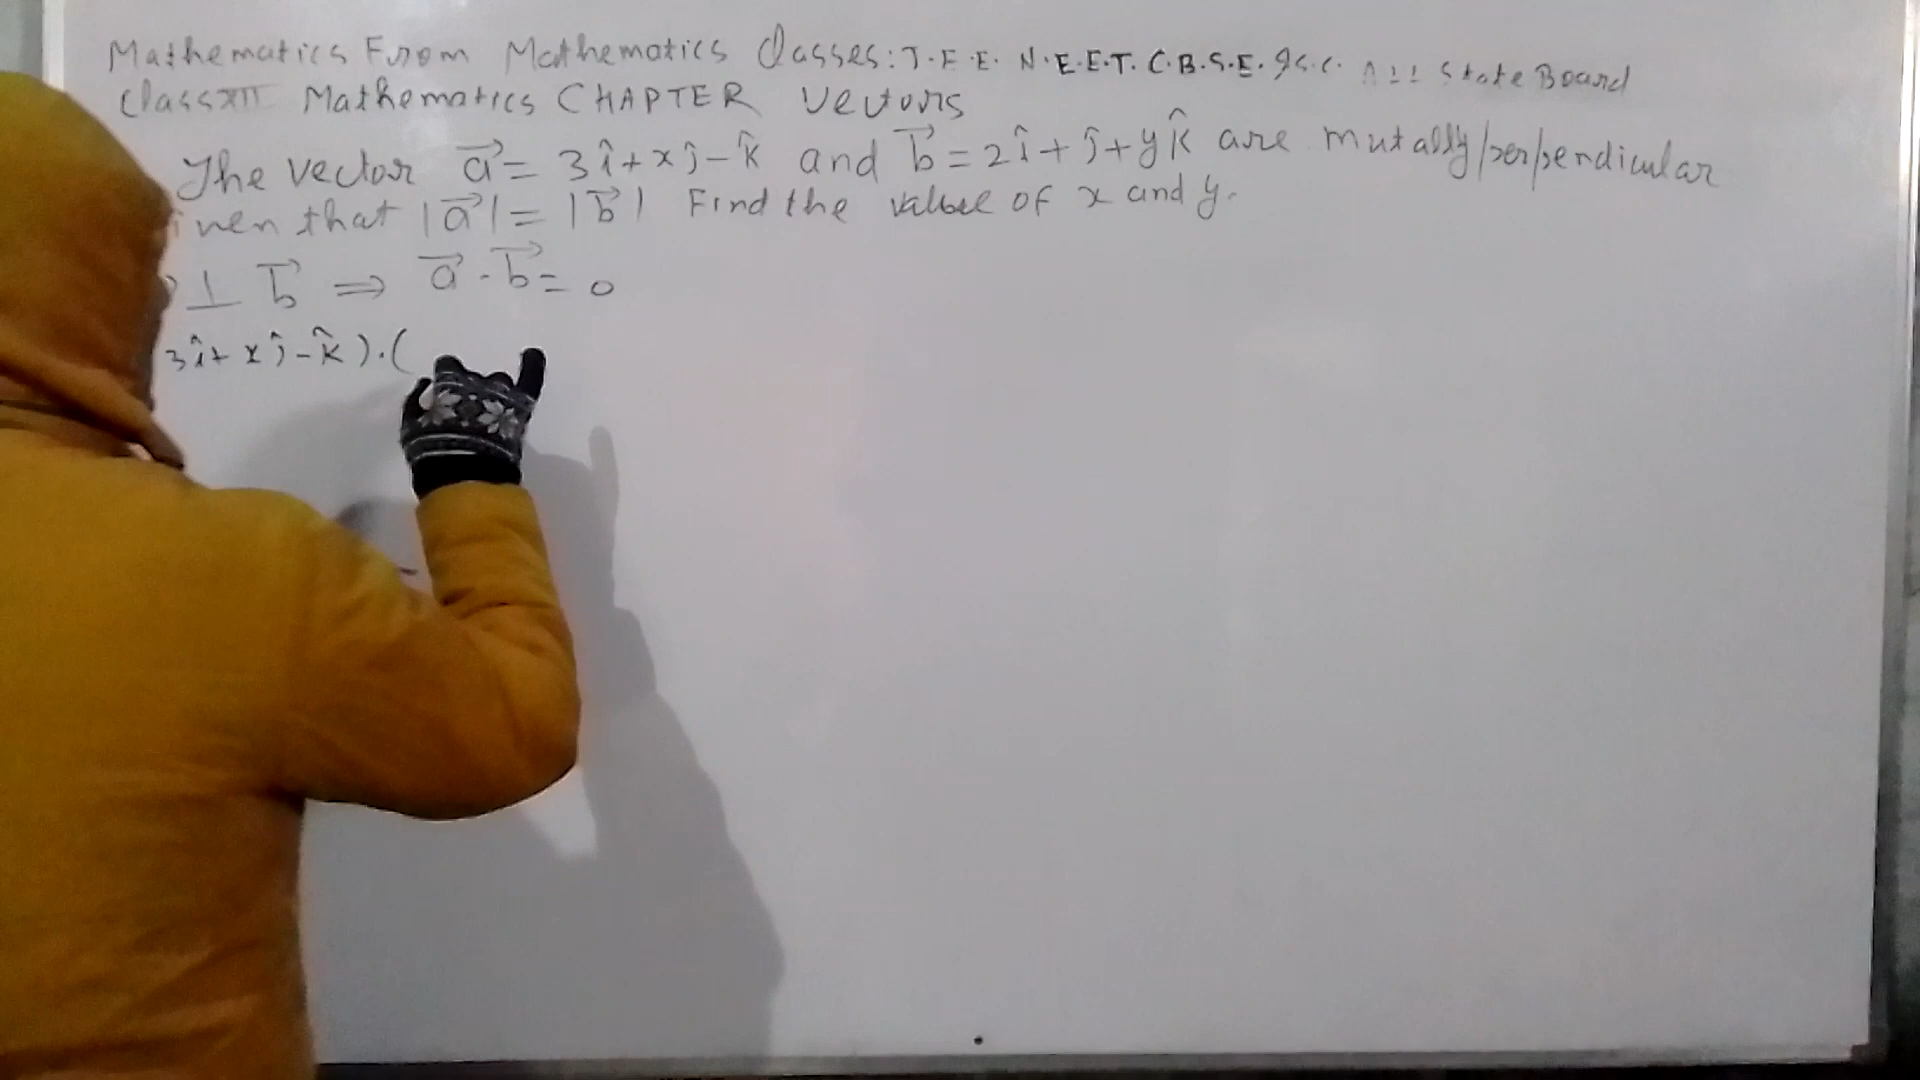 Mathematics From Mathematics Classes: J.E.E. N.E.E.T. C.B.S.E. ISC. All State Board
Class XII Mathematics CHAPTER Vectors
The vector a⃗ = 3î + xĵ - k̂ and b⃗ = 2î + ĵ + yk̂ are mutally perpendicular
iven that |a⃗| = |b⃗| Find the value of x and y.
⊥ b⃗ ⇒ a⃗ . b⃗ = 0
3î + xĵ - k̂).(